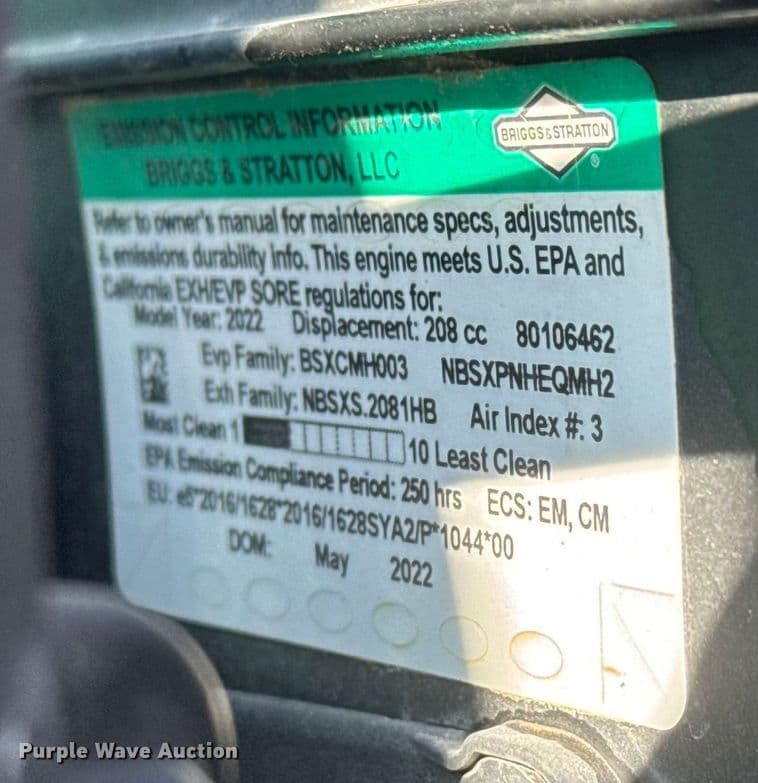 EMISSION CONTROL INFORMATION
BRIGGS & STRATTON, LLC
BRIGGS&STRATTON
®
Refer to owner's manual for maintenance specs, adjustments,
& emissions durability info. This engine meets U.S. EPA and
California EXH/EVP SORE regulations for:
Model Year: 2022 Displacement: 208 cc 80106462
Evp Family: BSXCMH003 NBSXPNHEQMH2
Exh Family: NBSXS.2081HB Air Index #: 3
Most Clean 1 10 Least Clean
EPA Emission Compliance Period: 250 hrs ECS: EM, CM
EU: e8*2016/1628*2016/1628SYA2/P*1044*00
DOM: May 2022
Purple Wave Auction